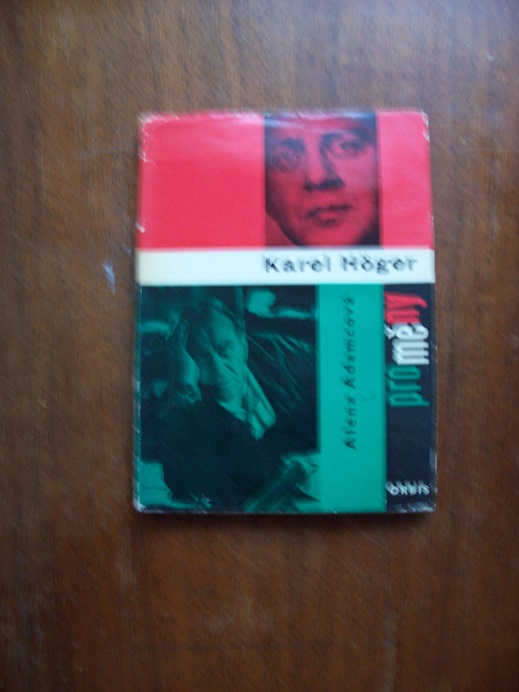 Karel Höger
Alena Adamcová
proměny
ORBIS